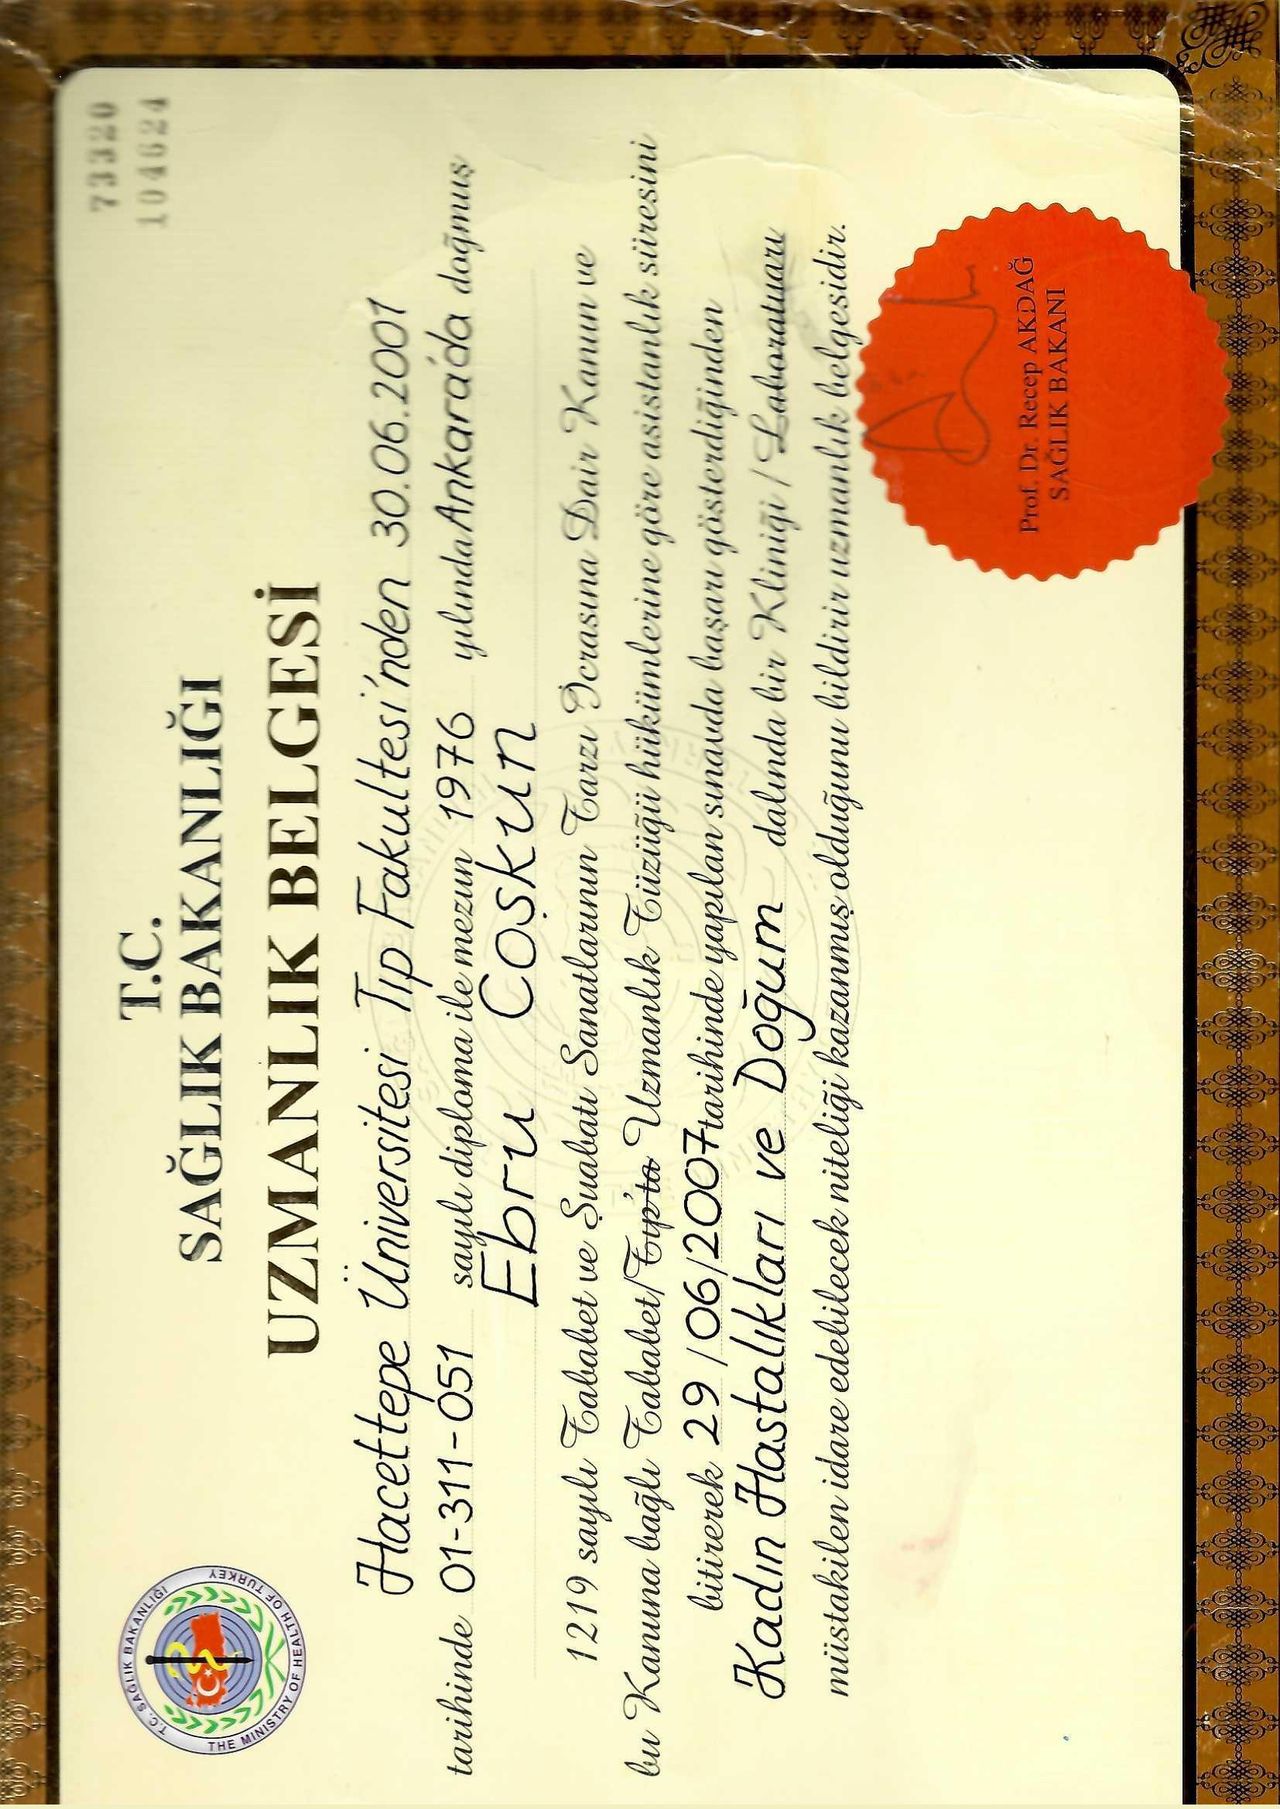 73320
104624
T.C. SAĞLIK BAKANLIĞI
THE MINISTRY OF HEALTH OF TURKEY
T.C.
SAĞLIK BAKANLIĞI
UZMANLIK BELGESİ
Hacettepe Üniversitesi Tıp Fakültesi'nden 30.06.2001
tarihinde 01-311-051 sayılı diploma ile mezun 1976 yılında Ankara'da doğmuş
Ebru Coşkun
1219 sayılı Tababet ve Şuabatı Sanatlarının Tarzı İcrasına Dair Kanun ve
bu Kanuna bağlı Tababet/Tıp'ta Uzmanlık Tüzüğü hükümlerine göre asistanlık süresini
bitirerek 29/06/2007 tarihinde yapılan sınavda başarı gösterdiğinden
Kadın Hastalıkları ve Doğum dalında bir Kliniği / Laboratuarı
müstakilen idare edebilecek niteliği kazanmış olduğunu bildirir uzmanlık belgesidir.
Prof. Dr. Recep AKDAĞ
SAĞLIK BAKANI